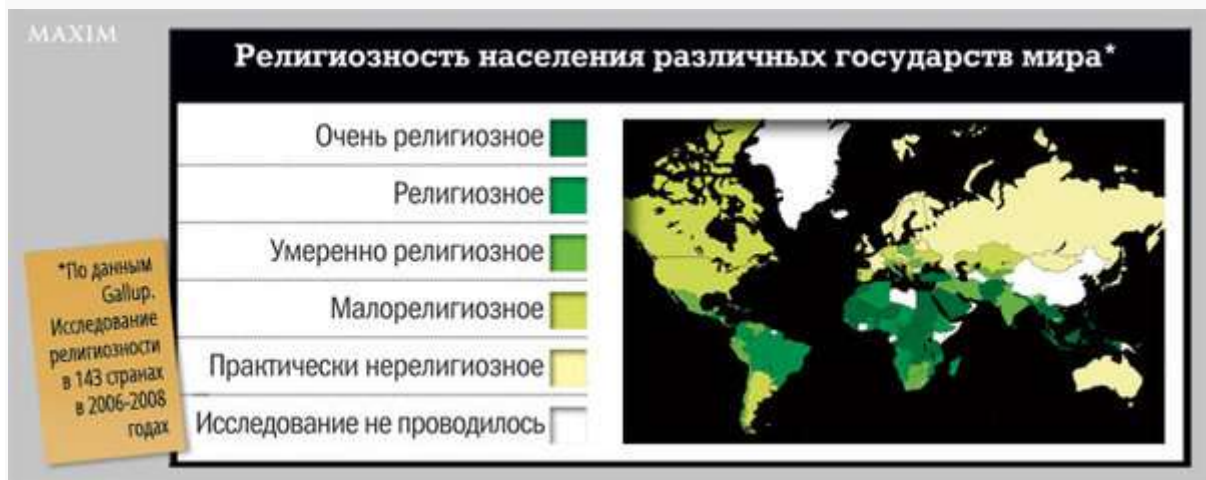 MAXIM
Религиозность населения различных государств мира*
Очень религиозное
Религиозное
Умеренно религиозное
Малорелигиозное
Практически нерелигиозное
Исследование не проводилось
*По данным
Gallup.
Исследование
религиозности
в 143 странах
в 2006-2008
годах